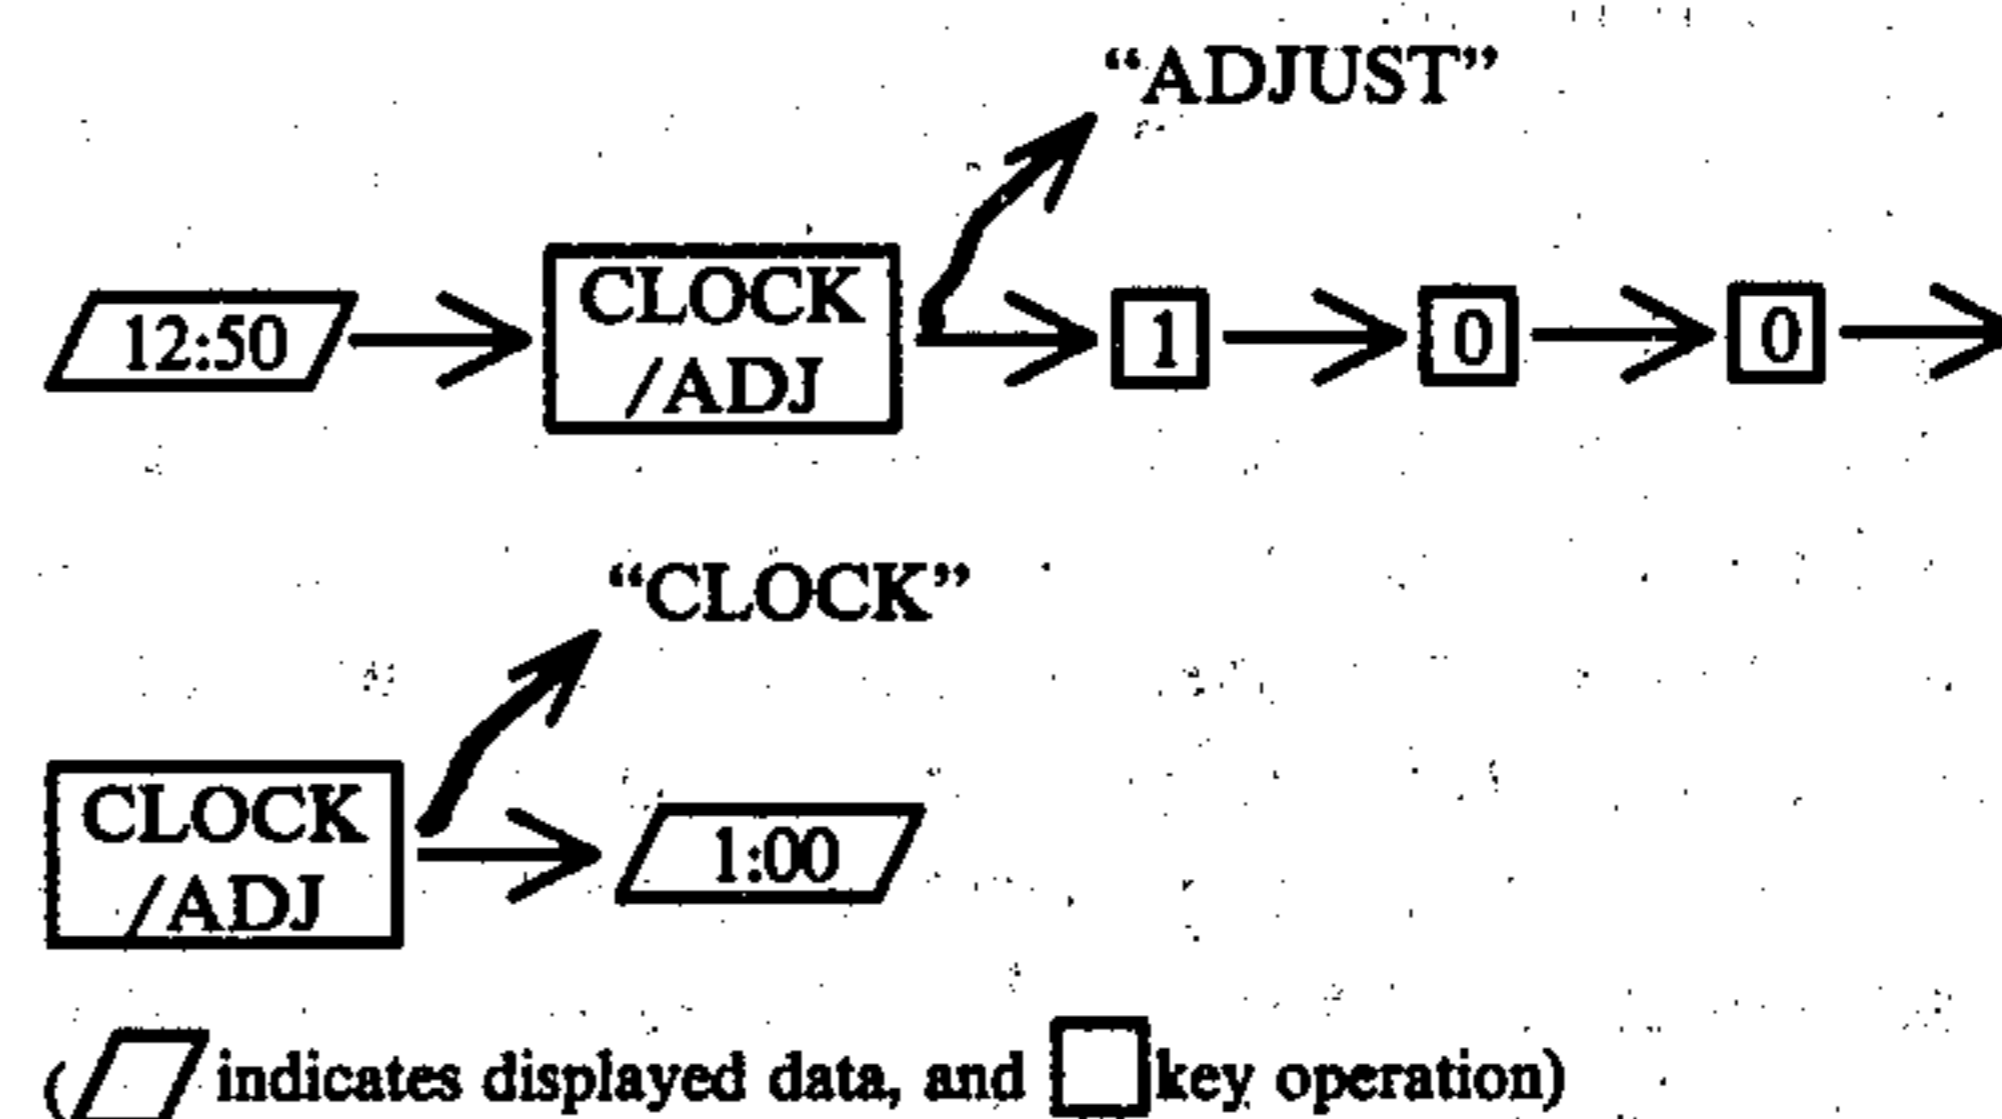 “ADJUST”
12:50 CLOCK /ADJ 1 0 0
“CLOCK”
CLOCK /ADJ 1:00
( indicates displayed data, and key operation)